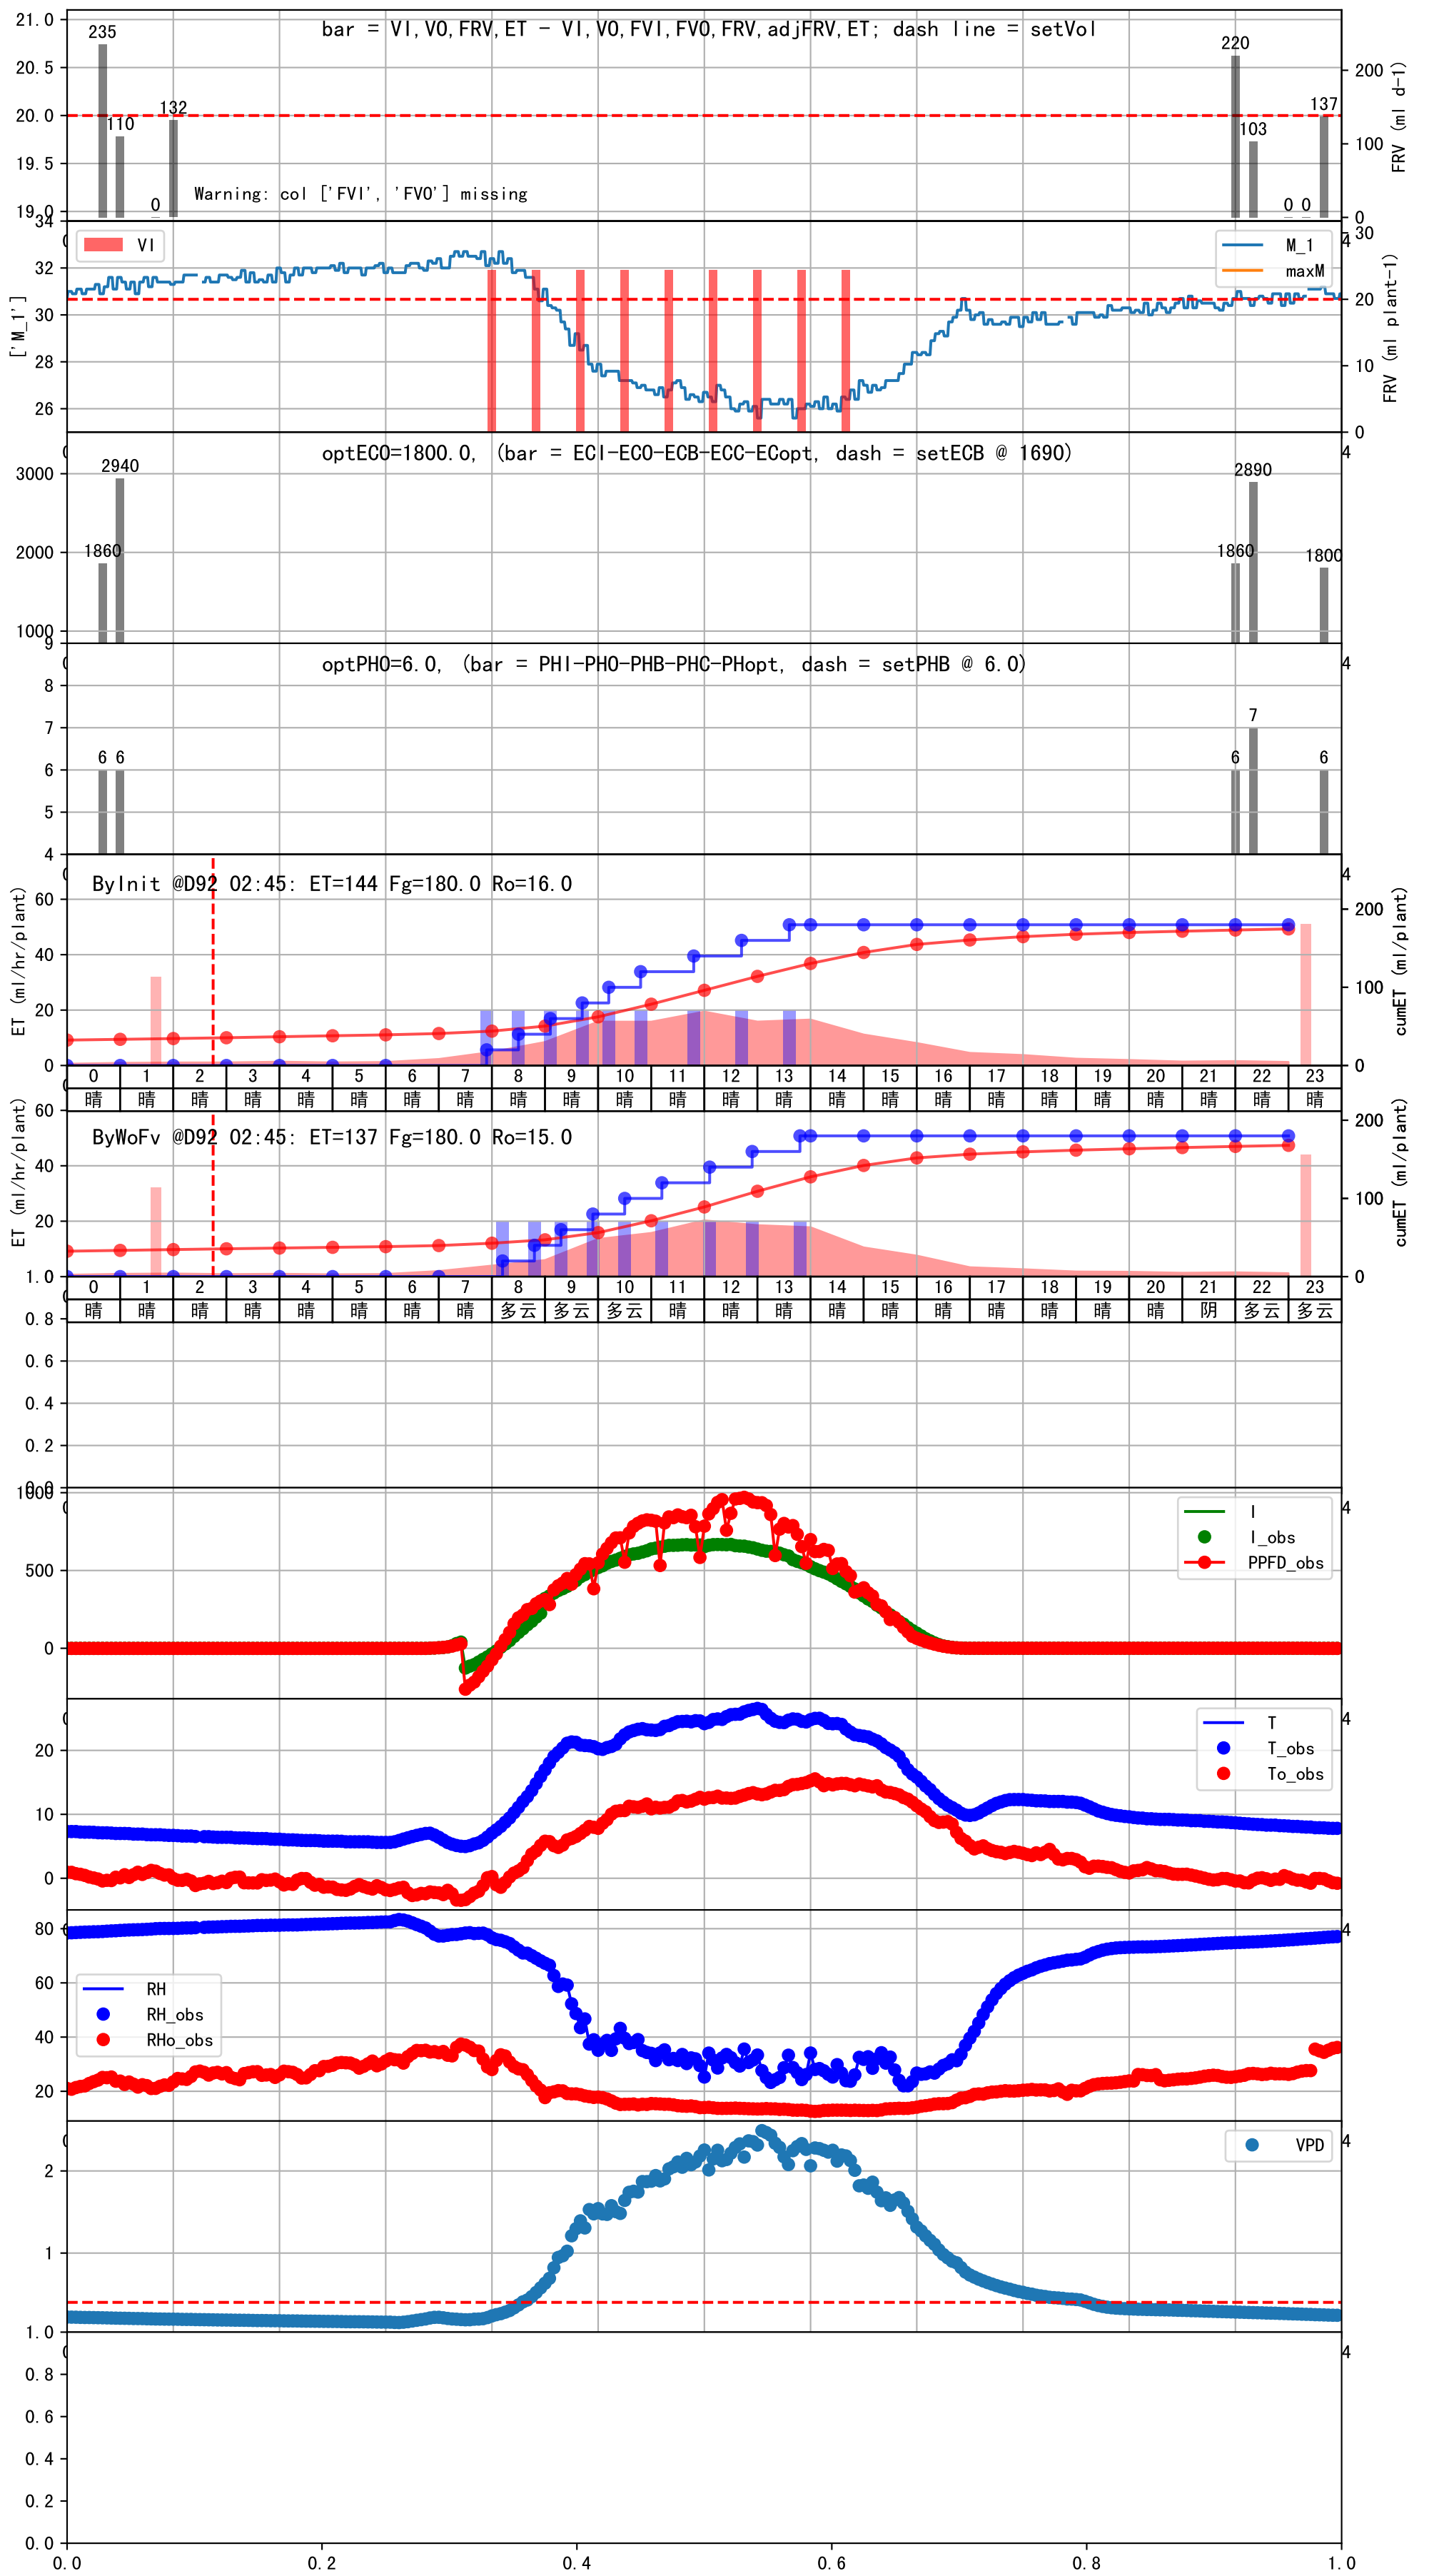 bar = VI,VO,FRV,ET - VI,VO,FVI,FVO,FRV,adjFRV,ET; dash line = setVol
21.0
20.5
20.0
19.5
19.0
235
110
0
132
220
103
0 0
137
Warning: col ['FVI', 'FVO'] missing
200
100
0
FRV (ml d-1)
VI
M_1
maxM
34
32
30
28
26
['M_1']
4
30
20
10
0
FRV (ml plant-1)
optECO=1800.0, (bar = ECI-ECO-ECB-ECC-ECopt, dash = setECB @ 1690)
4
3000
2000
1000
1860
2940
1860
2890
1800
optPHO=6.0, (bar = PHI-PHO-PHB-PHC-PHopt, dash = setPHB @ 6.0)
4
9
8
7
6
5
4
6 6
6
7
6
ByInit @D92 02:45: ET=144 Fg=180.0 Ro=16.0
4
60
40
20
0
ET (ml/hr/plant)
200
100
0
cumET (ml/plant)
0 1 2 3 4 5 6 7 8 9 10 11 12 13 14 15 16 17 18 19 20 21 22 23
晴 晴 晴 晴 晴 晴 晴 晴 晴 晴 晴 晴 晴 晴 晴 晴 晴 晴 晴 晴 晴 晴 晴 晴
ByWoFv @D92 02:45: ET=137 Fg=180.0 Ro=15.0
60
40
20
ET (ml/hr/plant)
200
100
0
cumET (ml/plant)
0 1 2 3 4 5 6 7 8 9 10 11 12 13 14 15 16 17 18 19 20 21 22 23
晴 晴 晴 晴 晴 晴 晴 晴 多云 多云 多云 晴 晴 晴 晴 晴 晴 晴 晴 晴 晴 阴 多云 多云
1.0
0.8
0.6
0.4
0.2
0.0
1000
500
0
4
I
I_obs
PPFD_obs
20
10
0
4
T
T_obs
To_obs
80
60
40
20
4
RH
RH_obs
RHo_obs
2
1
4
VPD
1.0
0.8
0.6
0.4
0.2
0.0
4
0.0 0.2 0.4 0.6 0.8 1.0